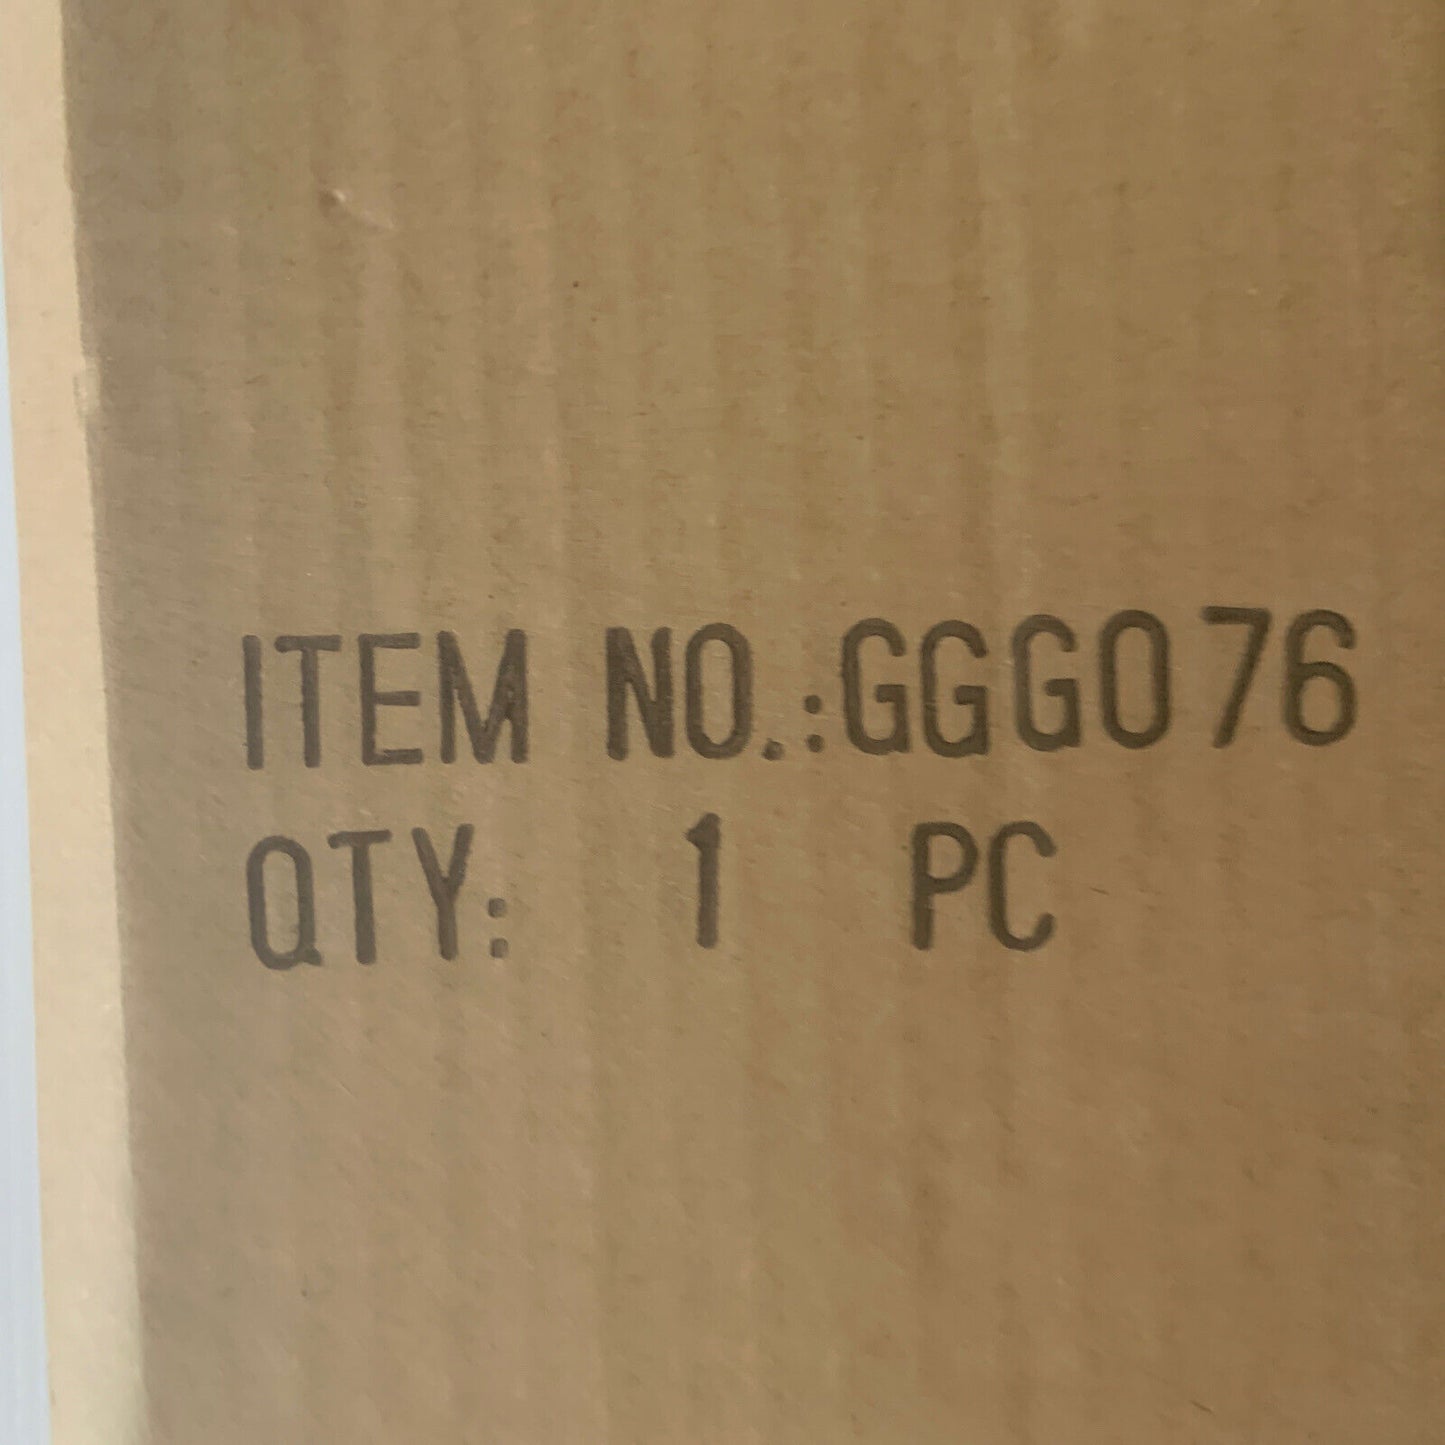 ITEM NO.:GGG076
QTY: 1 PC